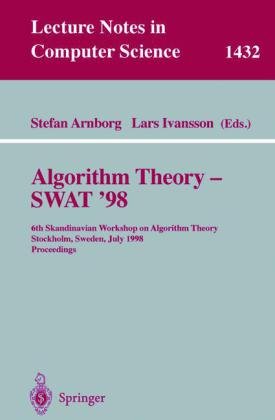 Lecture Notes in
Computer Science 1432
Stefan Arnborg Lars Ivansson (Eds.)
Algorithm Theory –
SWAT '98
6th Skandinavian Workshop on Algorithm Theory
Stockholm, Sweden, July 1998
Proceedings
Springer